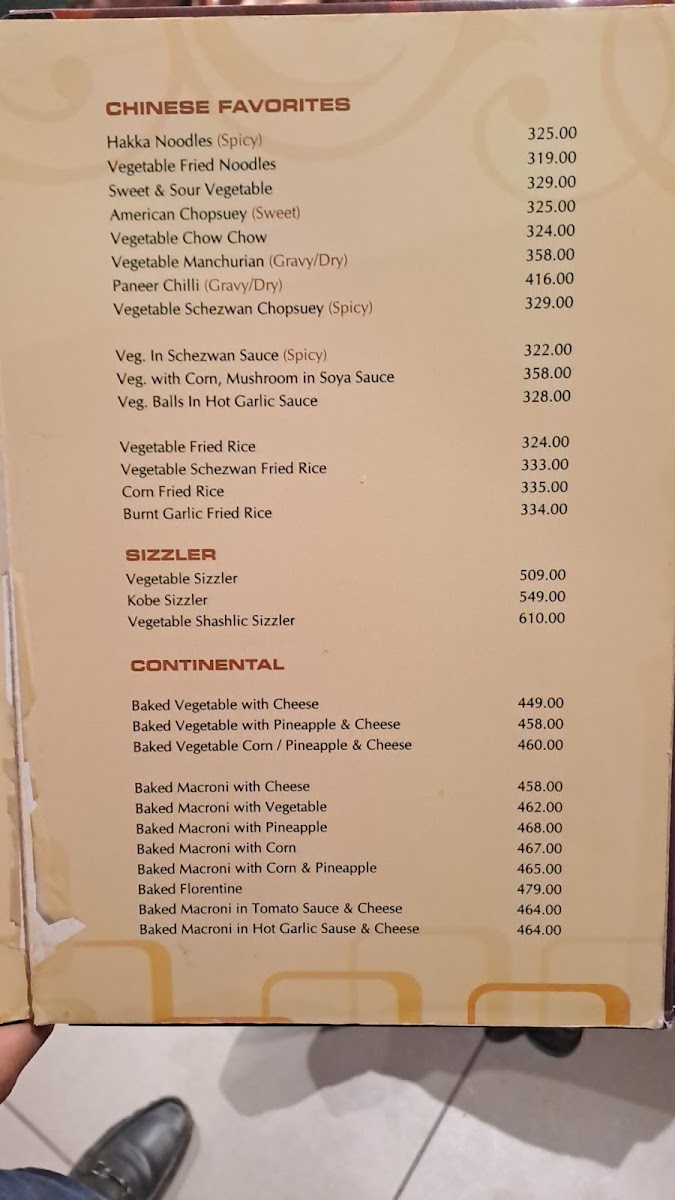 CHINESE FAVORITES
Hakka Noodles (Spicy) 325.00
Vegetable Fried Noodles 319.00
Sweet & Sour Vegetable 329.00
American Chopsuey (Sweet) 325.00
Vegetable Chow Chow 324.00
Vegetable Manchurian (Gravy/Dry) 358.00
Paneer Chilli (Gravy/Dry) 416.00
Vegetable Schezwan Chopsuey (Spicy) 329.00
Veg. In Schezwan Sauce (Spicy) 322.00
Veg. with Corn, Mushroom in Soya Sauce 358.00
Veg. Balls In Hot Garlic Sauce 328.00
Vegetable Fried Rice 324.00
Vegetable Schezwan Fried Rice 333.00
Corn Fried Rice 335.00
Burnt Garlic Fried Rice 334.00
SIZZLER
Vegetable Sizzler 509.00
Kobe Sizzler 549.00
Vegetable Shashlic Sizzler 610.00
CONTINENTAL
Baked Vegetable with Cheese 449.00
Baked Vegetable with Pineapple & Cheese 458.00
Baked Vegetable Corn / Pineapple & Cheese 460.00
Baked Macroni with Cheese 458.00
Baked Macroni with Vegetable 462.00
Baked Macroni with Pineapple 468.00
Baked Macroni with Corn 467.00
Baked Macroni with Corn & Pineapple 465.00
Baked Florentine 479.00
Baked Macroni in Tomato Sauce & Cheese 464.00
Baked Macroni in Hot Garlic Sause & Cheese 464.00